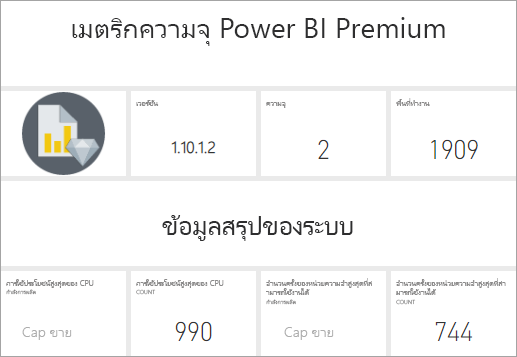 เมตริกความจุ Power BI Premium
เวอร์ชัน
1.10.1.2
ความจุ
2
พื้นที่ทำงาน
1909
ข้อมูลสรุปของระบบ
การใช้ประโยชน์สูงสุดของ CPU
กำลังการผลิต
Cap ขาย
การใช้ประโยชน์สูงสุดของ CPU
COUNT
990
จำนวนครั้งของหน่วยความจำสูงสุดที่ส
ามารถใช้งานได้
กำลังการผลิต
Cap ขาย
จำนวนครั้งของหน่วยความจำสูงสุดที่สา
มารถใช้งานได้
COUNT
744